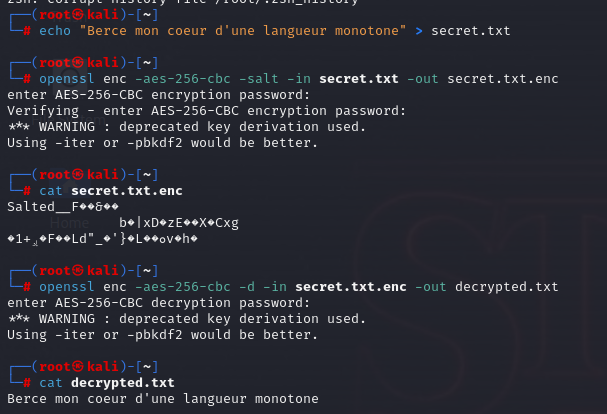 zsh: corrupt history file /root/.zsh_history
┌──(root㉿kali)-[~]
└─# echo "Berce mon coeur d'une langueur monotone" > secret.txt
┌──(root㉿kali)-[~]
└─# openssl enc -aes-256-cbc -salt -in secret.txt -out secret.txt.enc
enter AES-256-CBC encryption password:
Verifying - enter AES-256-CBC encryption password:
*** WARNING : deprecated key derivation used.
Using -iter or -pbkdf2 would be better.
┌──(root㉿kali)-[~]
└─# cat secret.txt.enc
Salted__F��&��
b�|xD�zE��X�Cxg
�1+�F��Ld"_�'}�L��ov�h�
┌──(root㉿kali)-[~]
└─# openssl enc -aes-256-cbc -d -in secret.txt.enc -out decrypted.txt
enter AES-256-CBC decryption password:
*** WARNING : deprecated key derivation used.
Using -iter or -pbkdf2 would be better.
┌──(root㉿kali)-[~]
└─# cat decrypted.txt
Berce mon coeur d'une langueur monotone